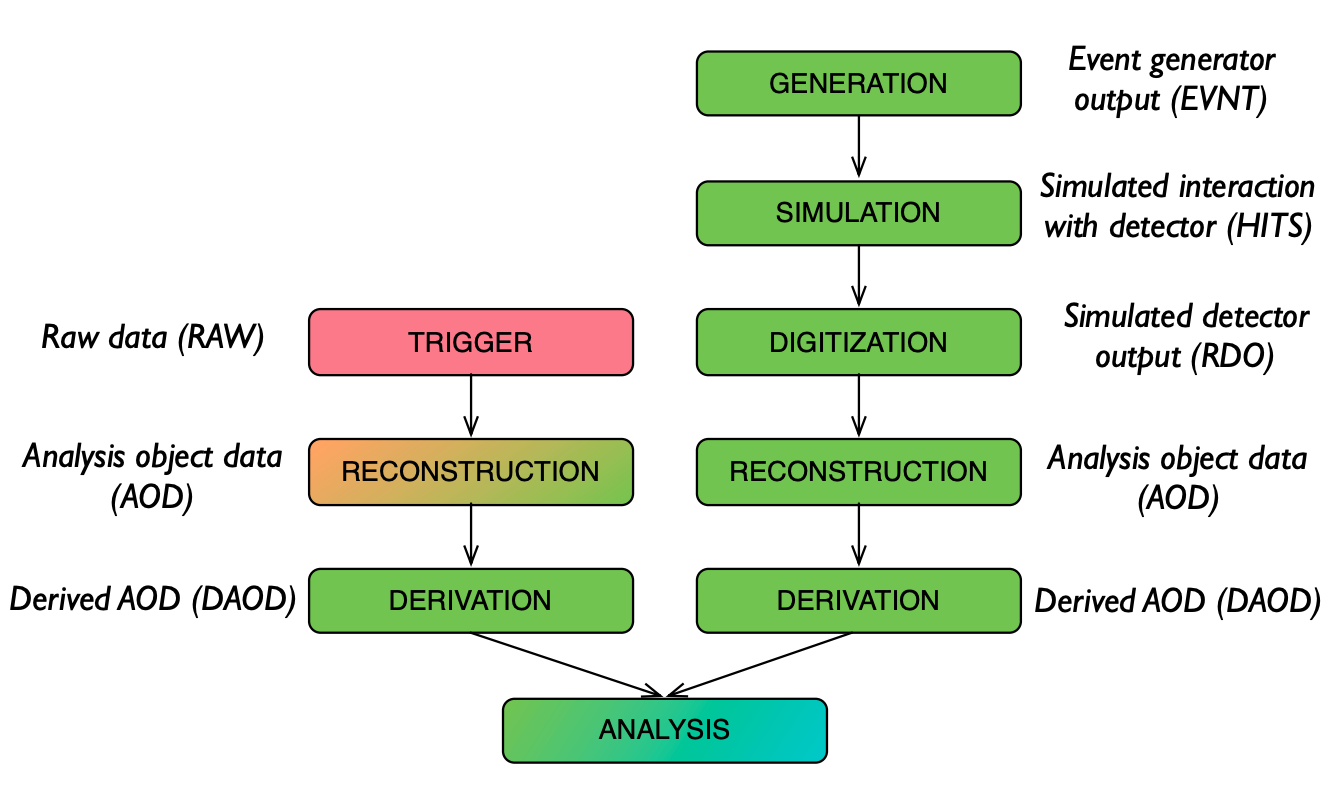 GENERATION
Event generator
output (EVNT)
SIMULATION
Simulated interaction
with detector (HITS)
Raw data (RAW)
TRIGGER
DIGITIZATION
Simulated detector
output (RDO)
Analysis object data
(AOD)
RECONSTRUCTION
RECONSTRUCTION
Analysis object data
(AOD)
Derived AOD (DAOD)
DERIVATION
DERIVATION
Derived AOD (DAOD)
ANALYSIS